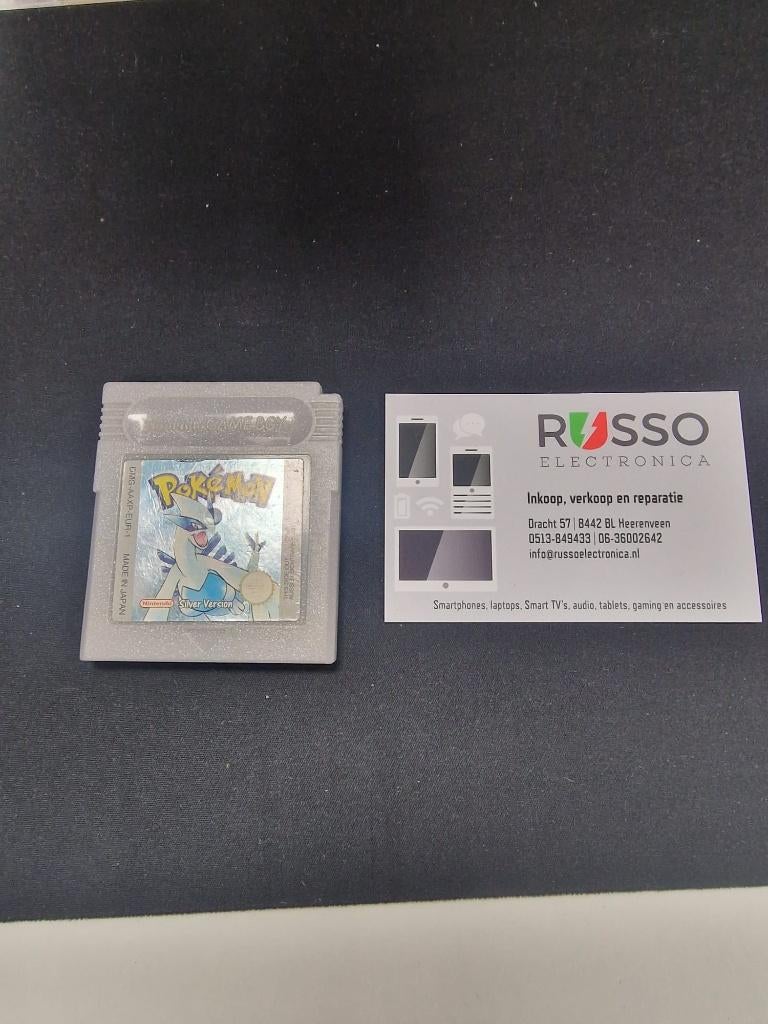 Nintendo GAME BOY
DMG-AAXP-EUR-1 MADE IN JAPAN
Pokémon
Nintendo
Silver Version
RUSSO
ELECTRONICA
Inkoop, verkoop en reparatie
Dracht 57 | 8442 BL Heerenveen
0513-849433 | 06-36002642
info@russoelectronica.nl
Smartphones, laptops, Smart TV's, audio, tablets, gaming en accessoires